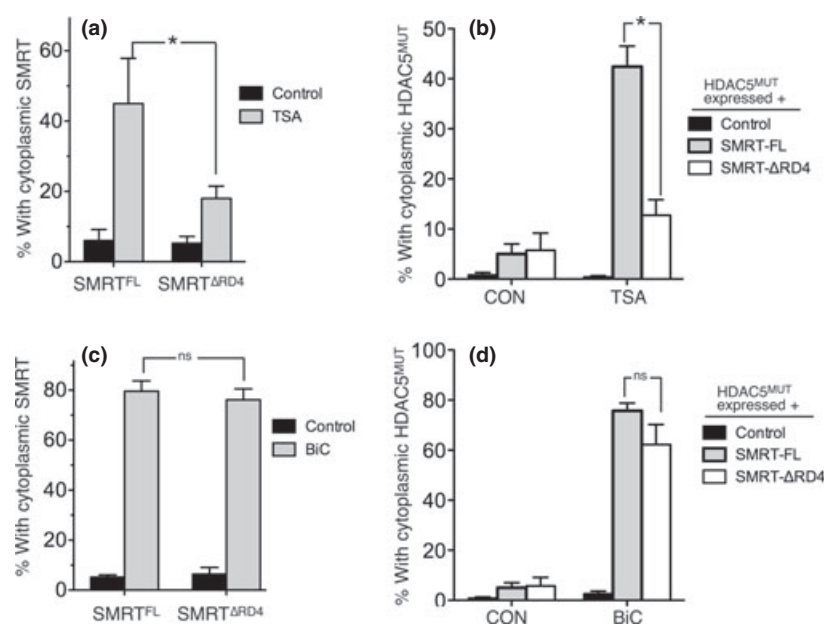 (a)
% With cytoplasmic SMRT
60
40
20
0
*
Control
TSA
SMRTFL
SMRTΔRD4
(b)
% With cytoplasmic HDAC5MUT
50
40
30
20
10
0
*
HDAC5MUT
expressed +
Control
SMRT-FL
SMRT-ΔRD4
CON
TSA
(c)
% With cytoplasmic SMRT
80
60
40
20
0
ns
Control
BiC
SMRTFL
SMRTΔRD4
(d)
% With cytoplasmic HDAC5MUT
100
80
60
40
20
0
ns
HDAC5MUT
expressed +
Control
SMRT-FL
SMRT-ΔRD4
CON
BiC